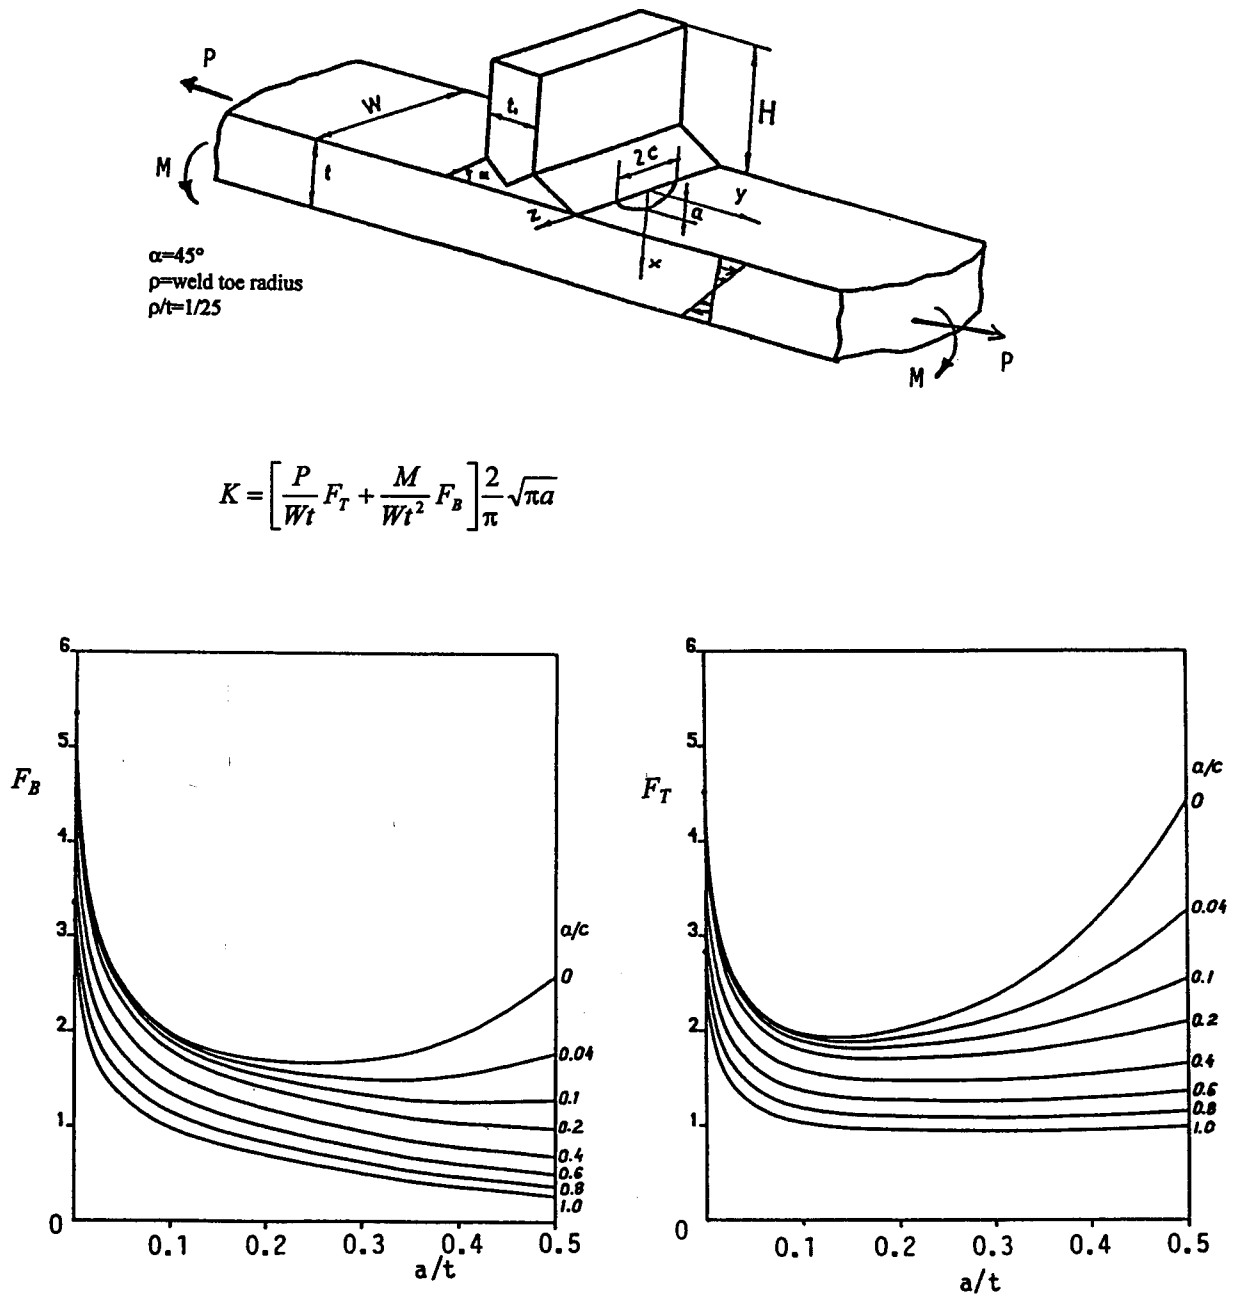 P
W
t₁
H
M
t
α
2c
y
z
a
x
P
M
α=45°
ρ=weld toe radius
ρ/t=1/25
K = [ P/Wt F_T + M/Wt² F_B ] 2/π √πa
6
5
F_B
4
3
a/c
0
2
0.04
0.1
1
0.2
0.4
0.6
0.8
1.0
0
0.1 0.2 0.3 0.4 0.5
a/t
6
5
a/c
F_T
0
4
0.04
3
0.1
2
0.2
0.4
0.6
0.8
1
1.0
0
0.1 0.2 0.3 0.4 0.5
a/t